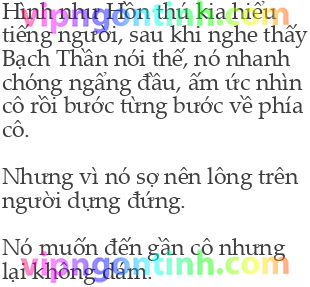 Hình như Hồn thú kia hiểu
tiếng người, sau khi nghe thấy
Bạch Thần nói thế, nó nhanh
chóng ngẩng đầu, ấm ức nhìn
cô rồi bước từng bước về phía
cô.
Nhưng vì nó sợ nên lông trên
người dựng đứng.
Nó muốn đến gần cô nhưng
lại không dám.
vipngontinh.com
vipngontinh.com